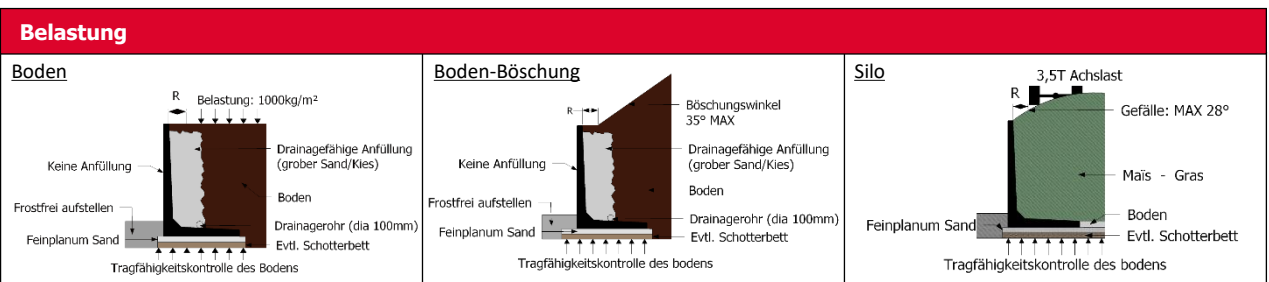 Belastung
Boden
R
Belastung: 1000kg/m²
Drainagefähige Anfüllung
(grober Sand/Kies)
Keine Anfüllung
Boden
Frostfrei aufstellen
Drainagerohr (dia 100mm)
Feinplanum Sand
Evtl. Schotterbett
Tragfähigkeitskontrolle des Bodens
Boden-Böschung
R
Böschungswinkel
35° MAX
Drainagefähige Anfüllung
(grober Sand/Kies)
Keine Anfüllung
Boden
Frostfrei aufstellen
Drainagerohr (dia 100mm)
Feinplanum Sand
Evtl. Schotterbett
Tragfähigkeitskontrolle des bodens
Silo
3,5T Achslast
R
Gefälle: MAX 28°
Maïs - Gras
Boden
Feinplanum Sand
Evtl. Schotterbett
Tragfähigkeitskontrolle des bodens